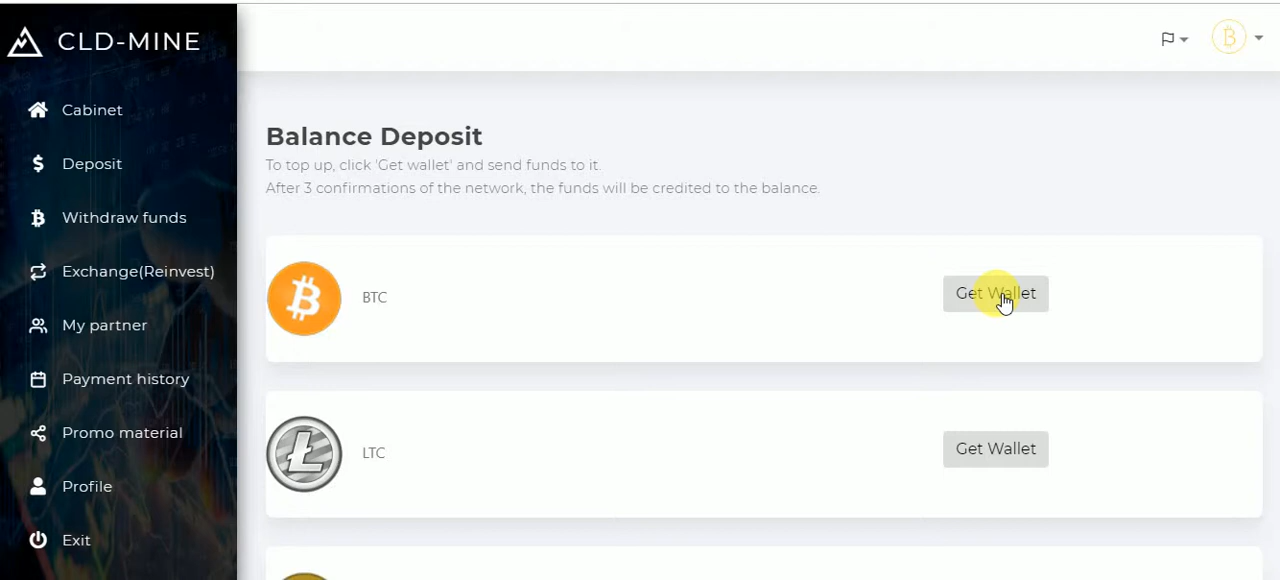 CLD-MINE
Cabinet
Deposit
Withdraw funds
Exchange(Reinvest)
My partner
Payment history
Promo material
Profile
Exit
Balance Deposit
To top up, click 'Get wallet' and send funds to it.
After 3 confirmations of the network, the funds will be credited to the balance.
BTC
Get Wallet
LTC
Get Wallet